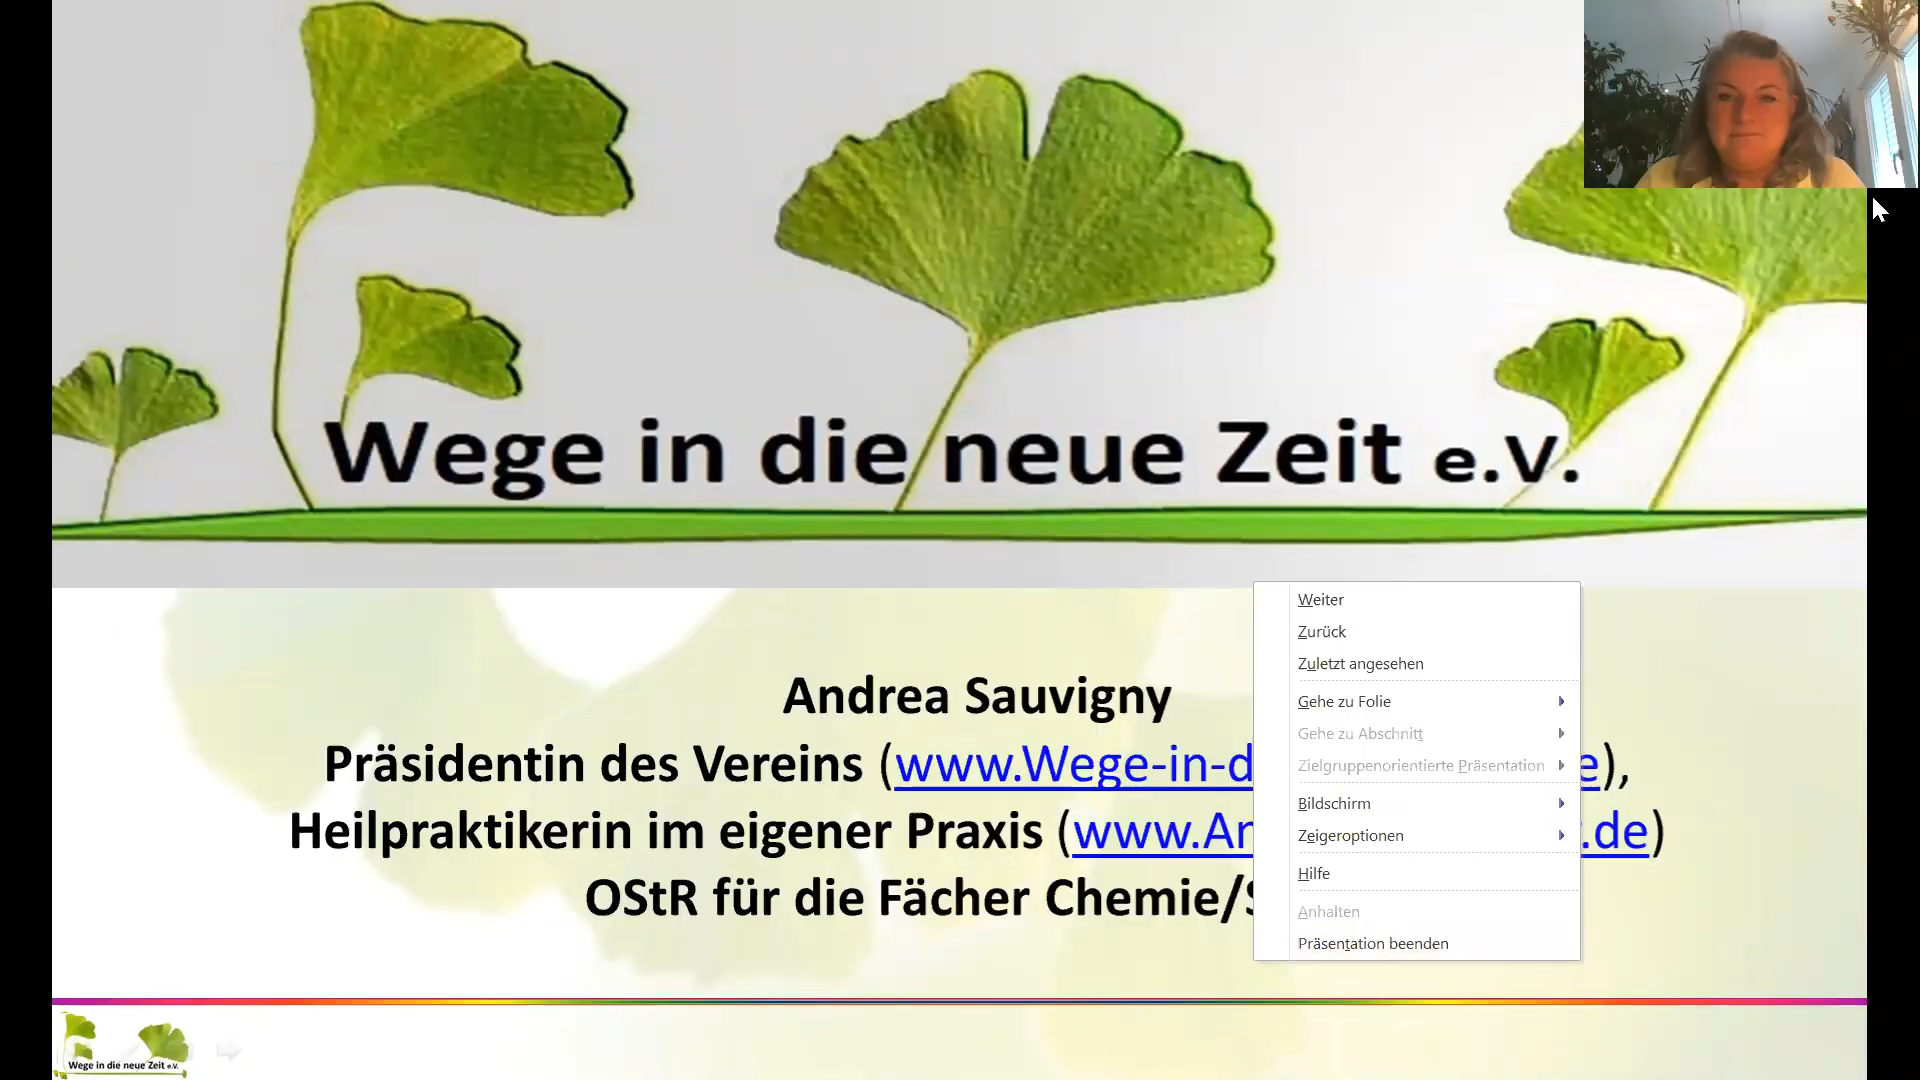 Wege in die neue Zeit e.V.
Andrea Sauvigny
Präsidentin des Vereins (www.Wege-in-d e),
Heilpraktikerin im eigener Praxis (www.An .de)
OStR für die Fächer Chemie/S
Weiter
Zurück
Zuletzt angesehen
Gehe zu Folie
Gehe zu Abschnitt
Zielgruppenorientierte Präsentation
Bildschirm
Zeigeroptionen
Hilfe
Anhalten
Präsentation beenden
Wege in die neue Zeit e.V.